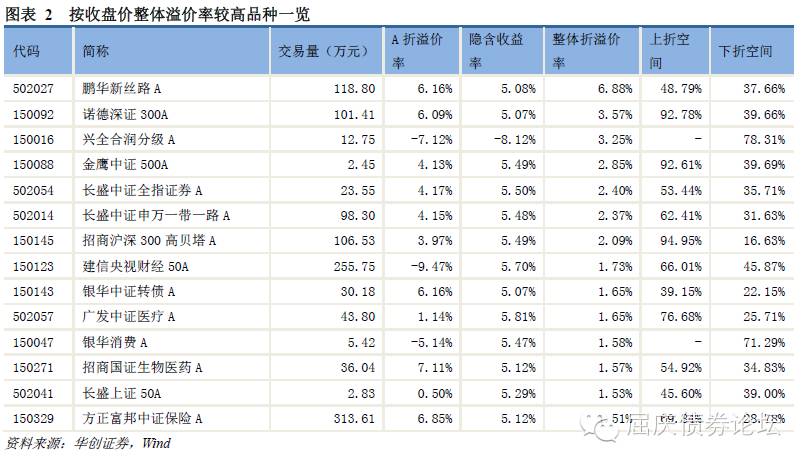 图表 2 按收盘价整体溢价率较高品种一览
代码 简称 交易量（万元） A 折溢价率 隐含收益率 整体折溢价率 上折空间 下折空间
502027 鹏华新丝路 A 118.80 6.16% 5.08% 6.88% 48.79% 37.66%
150092 诺德深证 300A 101.41 6.09% 5.07% 3.57% 92.78% 39.66%
150016 兴全合润分级 A 12.75 -7.12% -8.12% 3.25% - 78.31%
150088 金鹰中证 500A 2.45 4.13% 5.49% 2.85% 92.61% 39.69%
502054 长盛中证全指证券 A 23.55 4.17% 5.50% 2.40% 53.44% 35.71%
502014 长盛中证申万一带一路 A 98.30 4.15% 5.48% 2.37% 62.41% 31.63%
150145 招商沪深 300 高贝塔 A 106.53 3.97% 5.49% 2.09% 94.95% 16.63%
150123 建信央视财经 50A 255.75 -9.47% 5.70% 1.73% 66.01% 45.87%
150143 银华中证转债 A 30.18 6.16% 5.07% 1.65% 39.15% 22.15%
502057 广发中证医疗 A 43.80 1.14% 5.81% 1.65% 76.68% 25.71%
150047 银华消费 A 5.42 -5.14% 5.47% 1.58% - 71.29%
150271 招商国证生物医药 A 36.04 7.11% 5.12% 1.57% 54.92% 34.83%
502041 长盛上证 50A 2.83 0.50% 5.29% 1.53% 45.60% 39.00%
150329 方正富邦中证保险 A 313.61 6.85% 5.12%
屈庆债券论坛
资料来源：华创证券，Wind